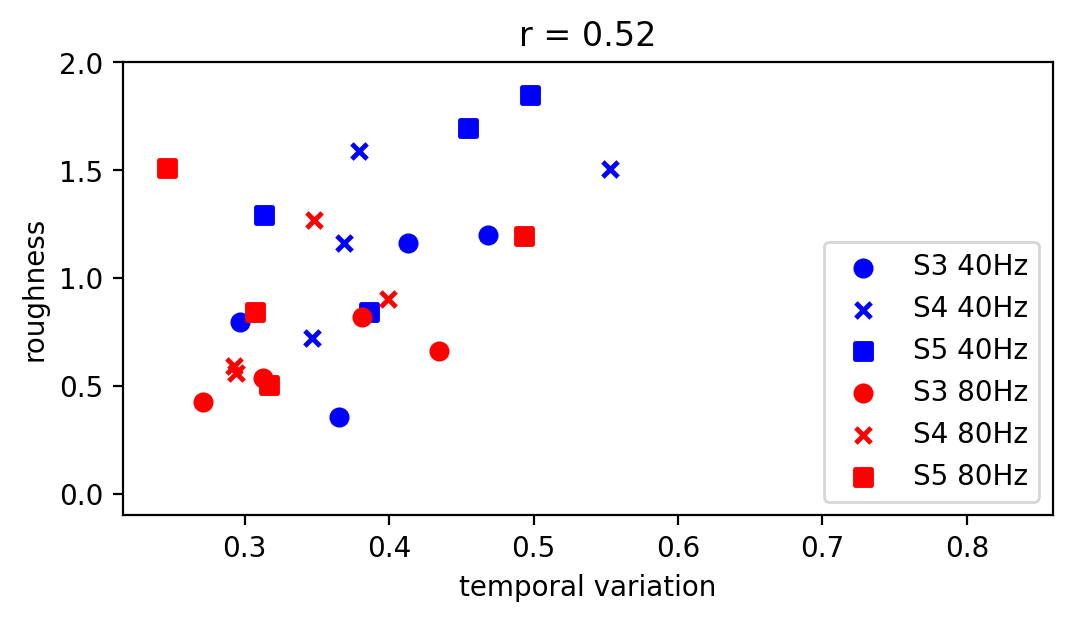 r = 0.52
2.0
1.5
1.0
0.5
0.0
roughness
S3 40Hz
S4 40Hz
S5 40Hz
S3 80Hz
S4 80Hz
S5 80Hz
0.3 0.4 0.5 0.6 0.7 0.8
temporal variation